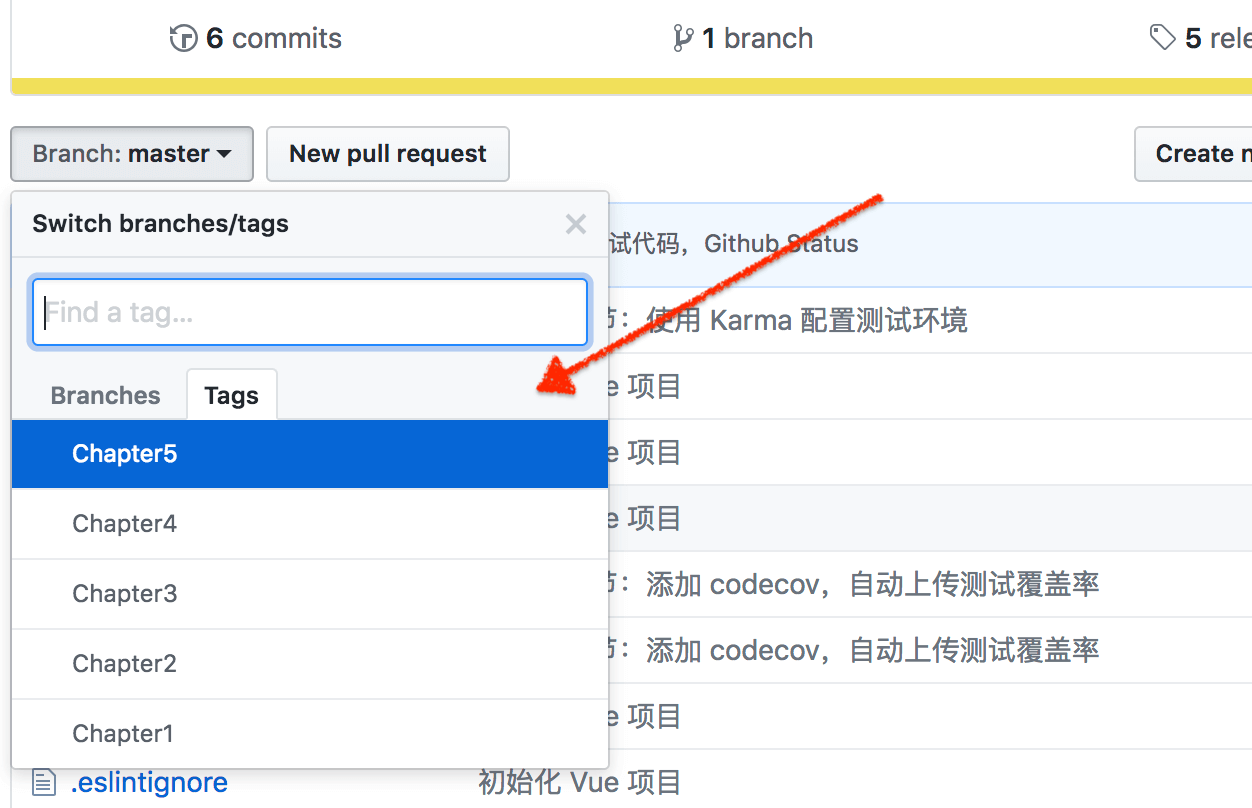 6 commits
1 branch
5
Branch: master
New pull request
Create
Switch branches/tags
试代码，Github Status
Find a tag...
：使用 Karma 配置测试环境
Branches
Tags
e 项目
Chapter5
e 项目
Chapter4
e 项目
Chapter3
：添加 codecov，自动上传测试覆盖率
Chapter2
：添加 codecov，自动上传测试覆盖率
Chapter1
e 项目
.eslintignore
初始化 Vue 项目